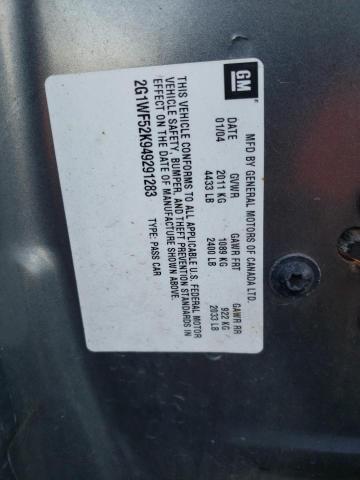 GM
MFD BY GENERAL MOTORS OF CANADA LTD.
DATE GVWR GAWR FRT GAWR RR
01/04 2011 KG 1089 KG 922 KG
4433 LB 2400 LB 2033 LB
THIS VEHICLE CONFORMS TO ALL APPLICABLE U.S. FEDERAL MOTOR
VEHICLE SAFETY, BUMPER, AND THEFT PREVENTION STANDARDS IN
EFFECT ON THE DATE OF MANUFACTURE SHOWN ABOVE.
2G1WF52K949291283 TYPE: PASS CAR